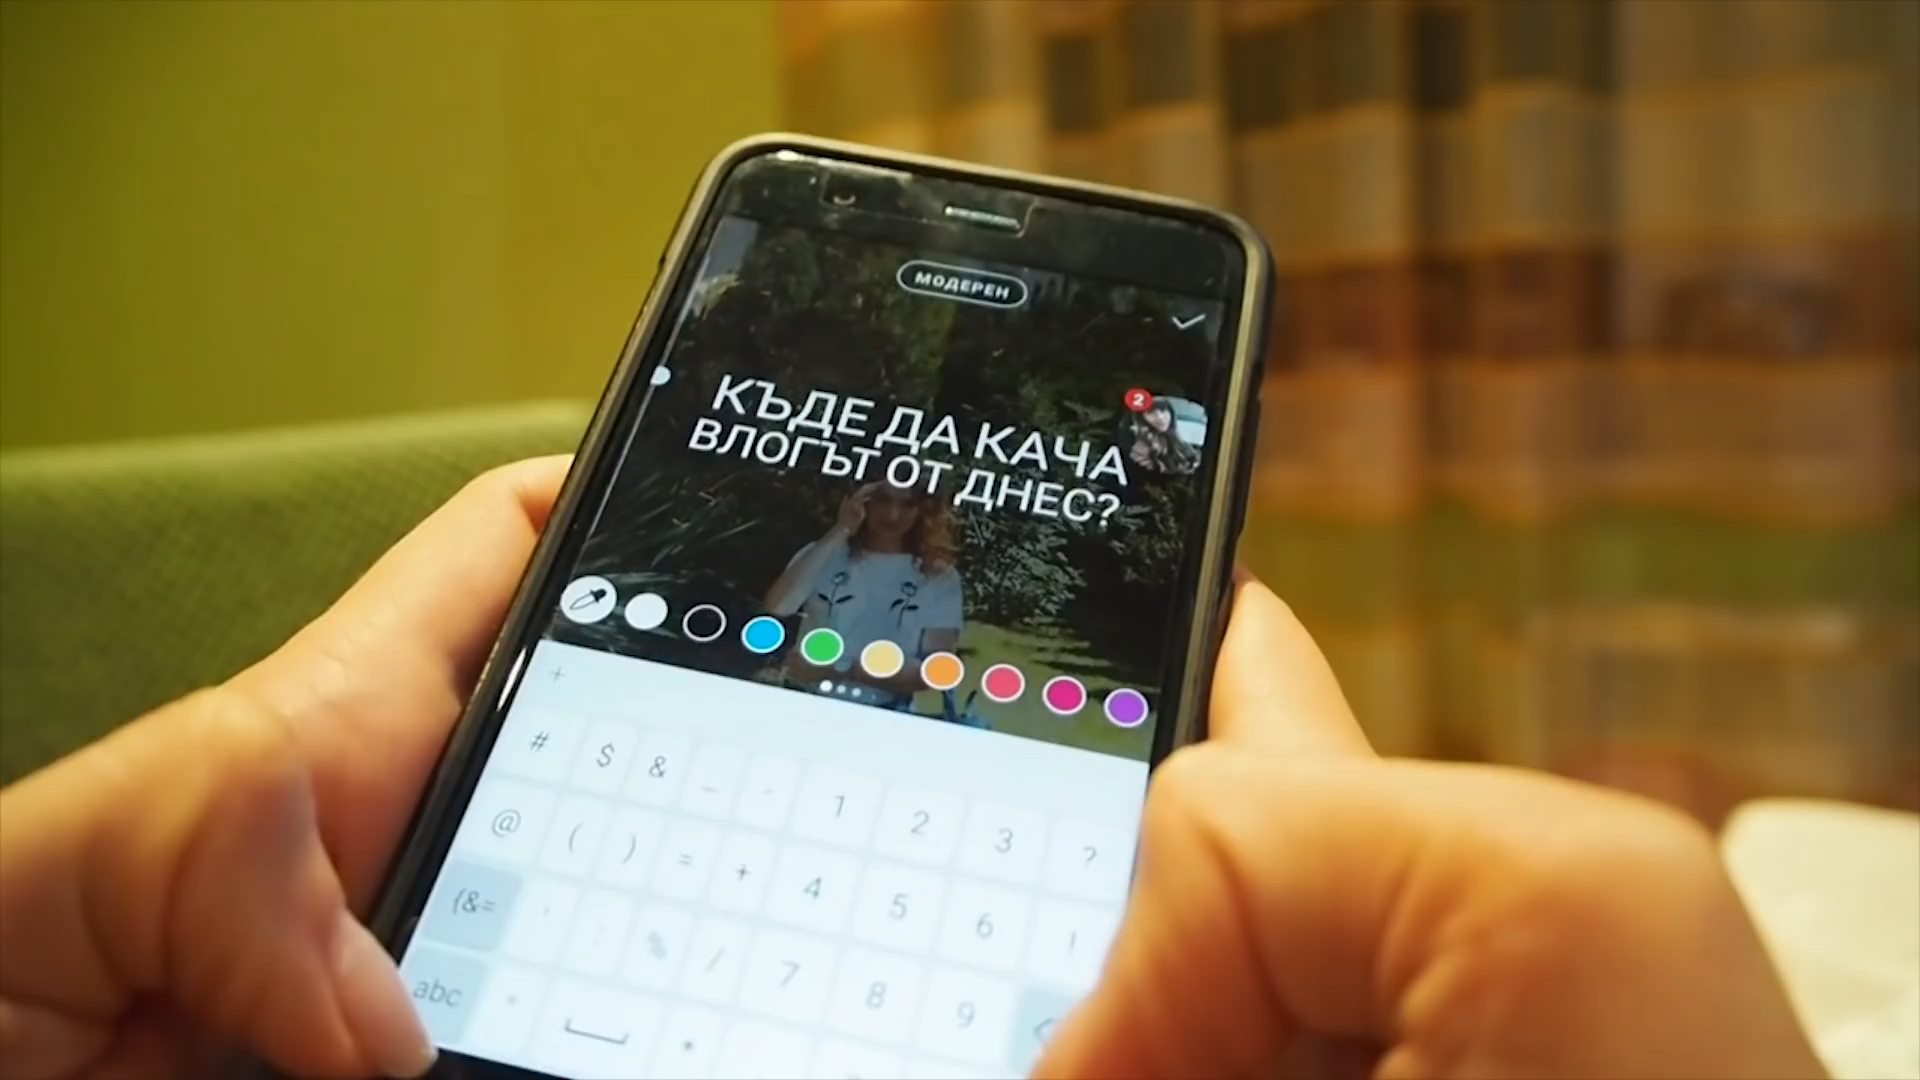 МОДЕРЕН
2
КЪДЕ ДА КАЧА
ВЛОГЪТ ОТ ДНЕС?
+
# $ & _ - 1 2 3 ?
@ ( ) = + 4 5 6 !
{&= % / 7 8 9
abc